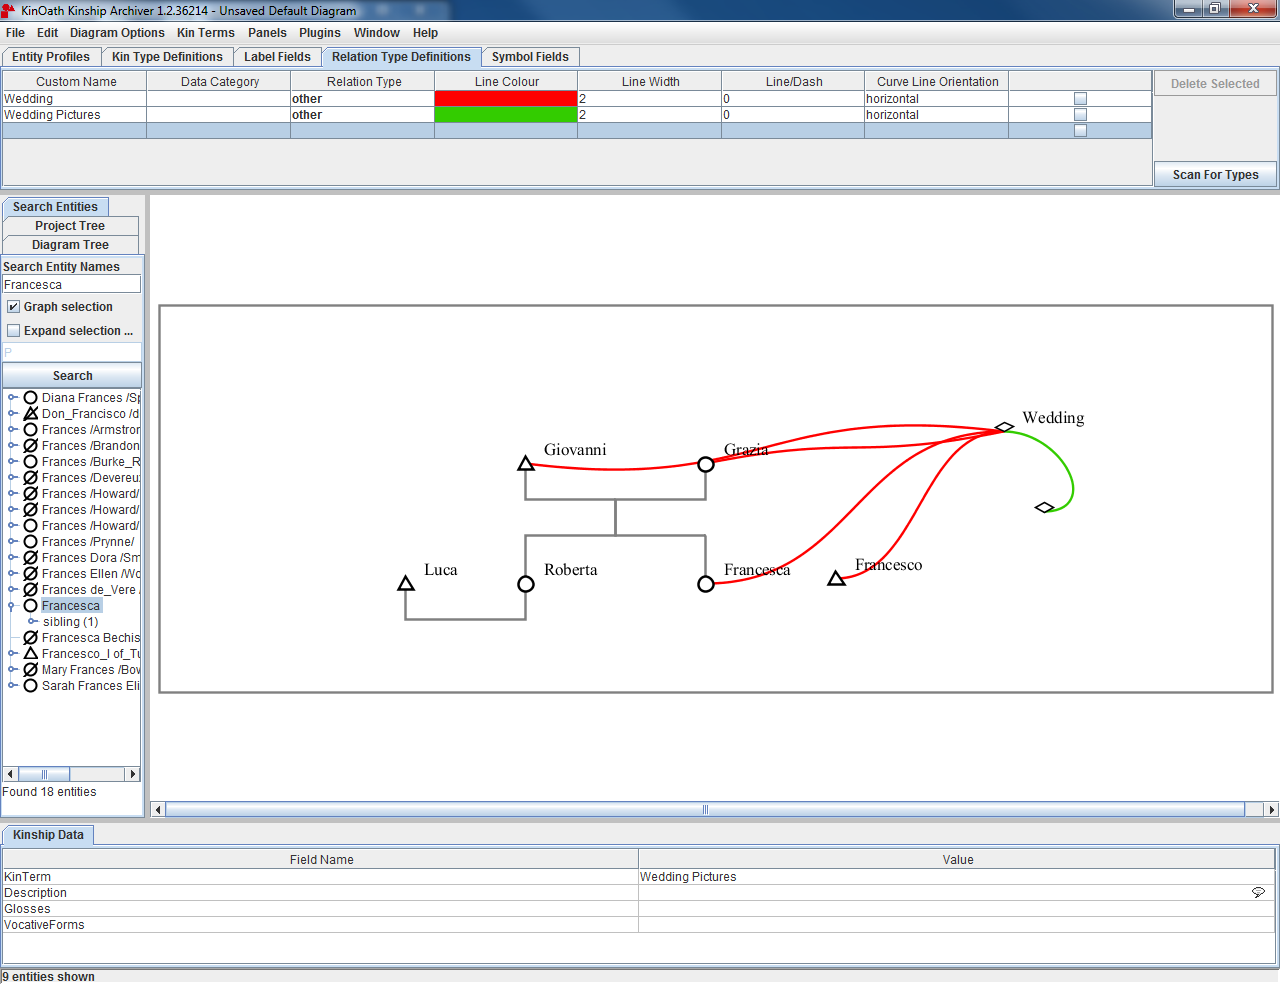 KinOath Kinship Archiver 1.2.36214 - Unsaved Default Diagram
File Edit Diagram Options Kin Terms Panels Plugins Window Help
Entity Profiles Kin Type Definitions Label Fields Relation Type Definitions Symbol Fields
Custom Name Data Category Relation Type Line Colour Line Width Line/Dash Curve Line Orientation
Wedding other 2 0 horizontal
Wedding Pictures other 2 0 horizontal
Delete Selected
Scan For Types
Search Entities
Project Tree
Diagram Tree
Search Entity Names
Francesca
Graph selection
Expand selection ...
P
Search
Diana Frances /Sp
Don_Francisco /d
Frances /Armstror
Frances /Brandon
Frances /Burke_R
Frances /Devereu
Frances /Howard/
Frances /Howard/
Frances /Howard/
Frances /Prynne/
Frances Dora /Sm
Frances Ellen /Wo
Frances de_Vere
Francesca
sibling (1)
Francesca Bechis
Francesco_I of_Tu
Mary Frances /Bow
Sarah Frances Eli
Found 18 entities
Wedding
Giovanni Grazia
Luca Roberta Francesca Francesco
Kinship Data
Field Name Value
KinTerm Wedding Pictures
Description
Glosses
VocativeForms
9 entities shown